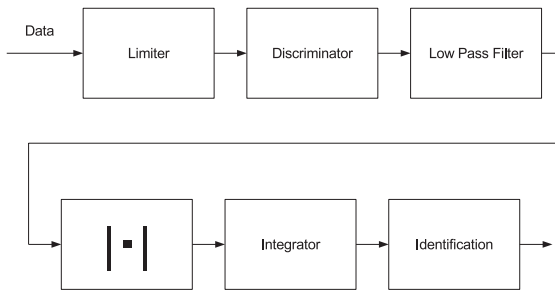 Data
Limiter
Discriminator
Low Pass Filter
|▪|
Integrator
Identification